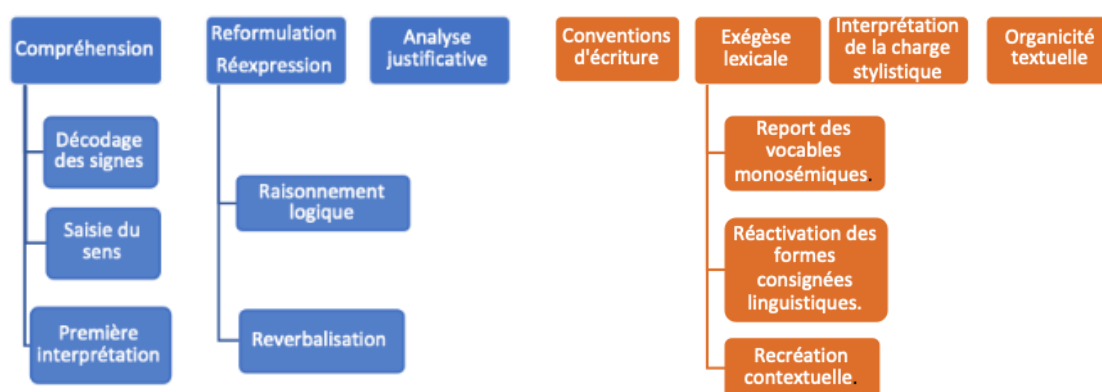 Compréhension
Décodage
des signes
Saisie du
sens
Première
interprétation
Reformulation
Réexpression
Raisonnement
logique
Reverbalisation
Analyse
justificative
Conventions
d'écriture
Exégèse
lexicale
Report des
vocables
monosémiques.
Réactivation des
formes
consignées
linguistiques.
Recréation
contextuelle.
Interprétation
de la charge
stylistique
Organicité
textuelle